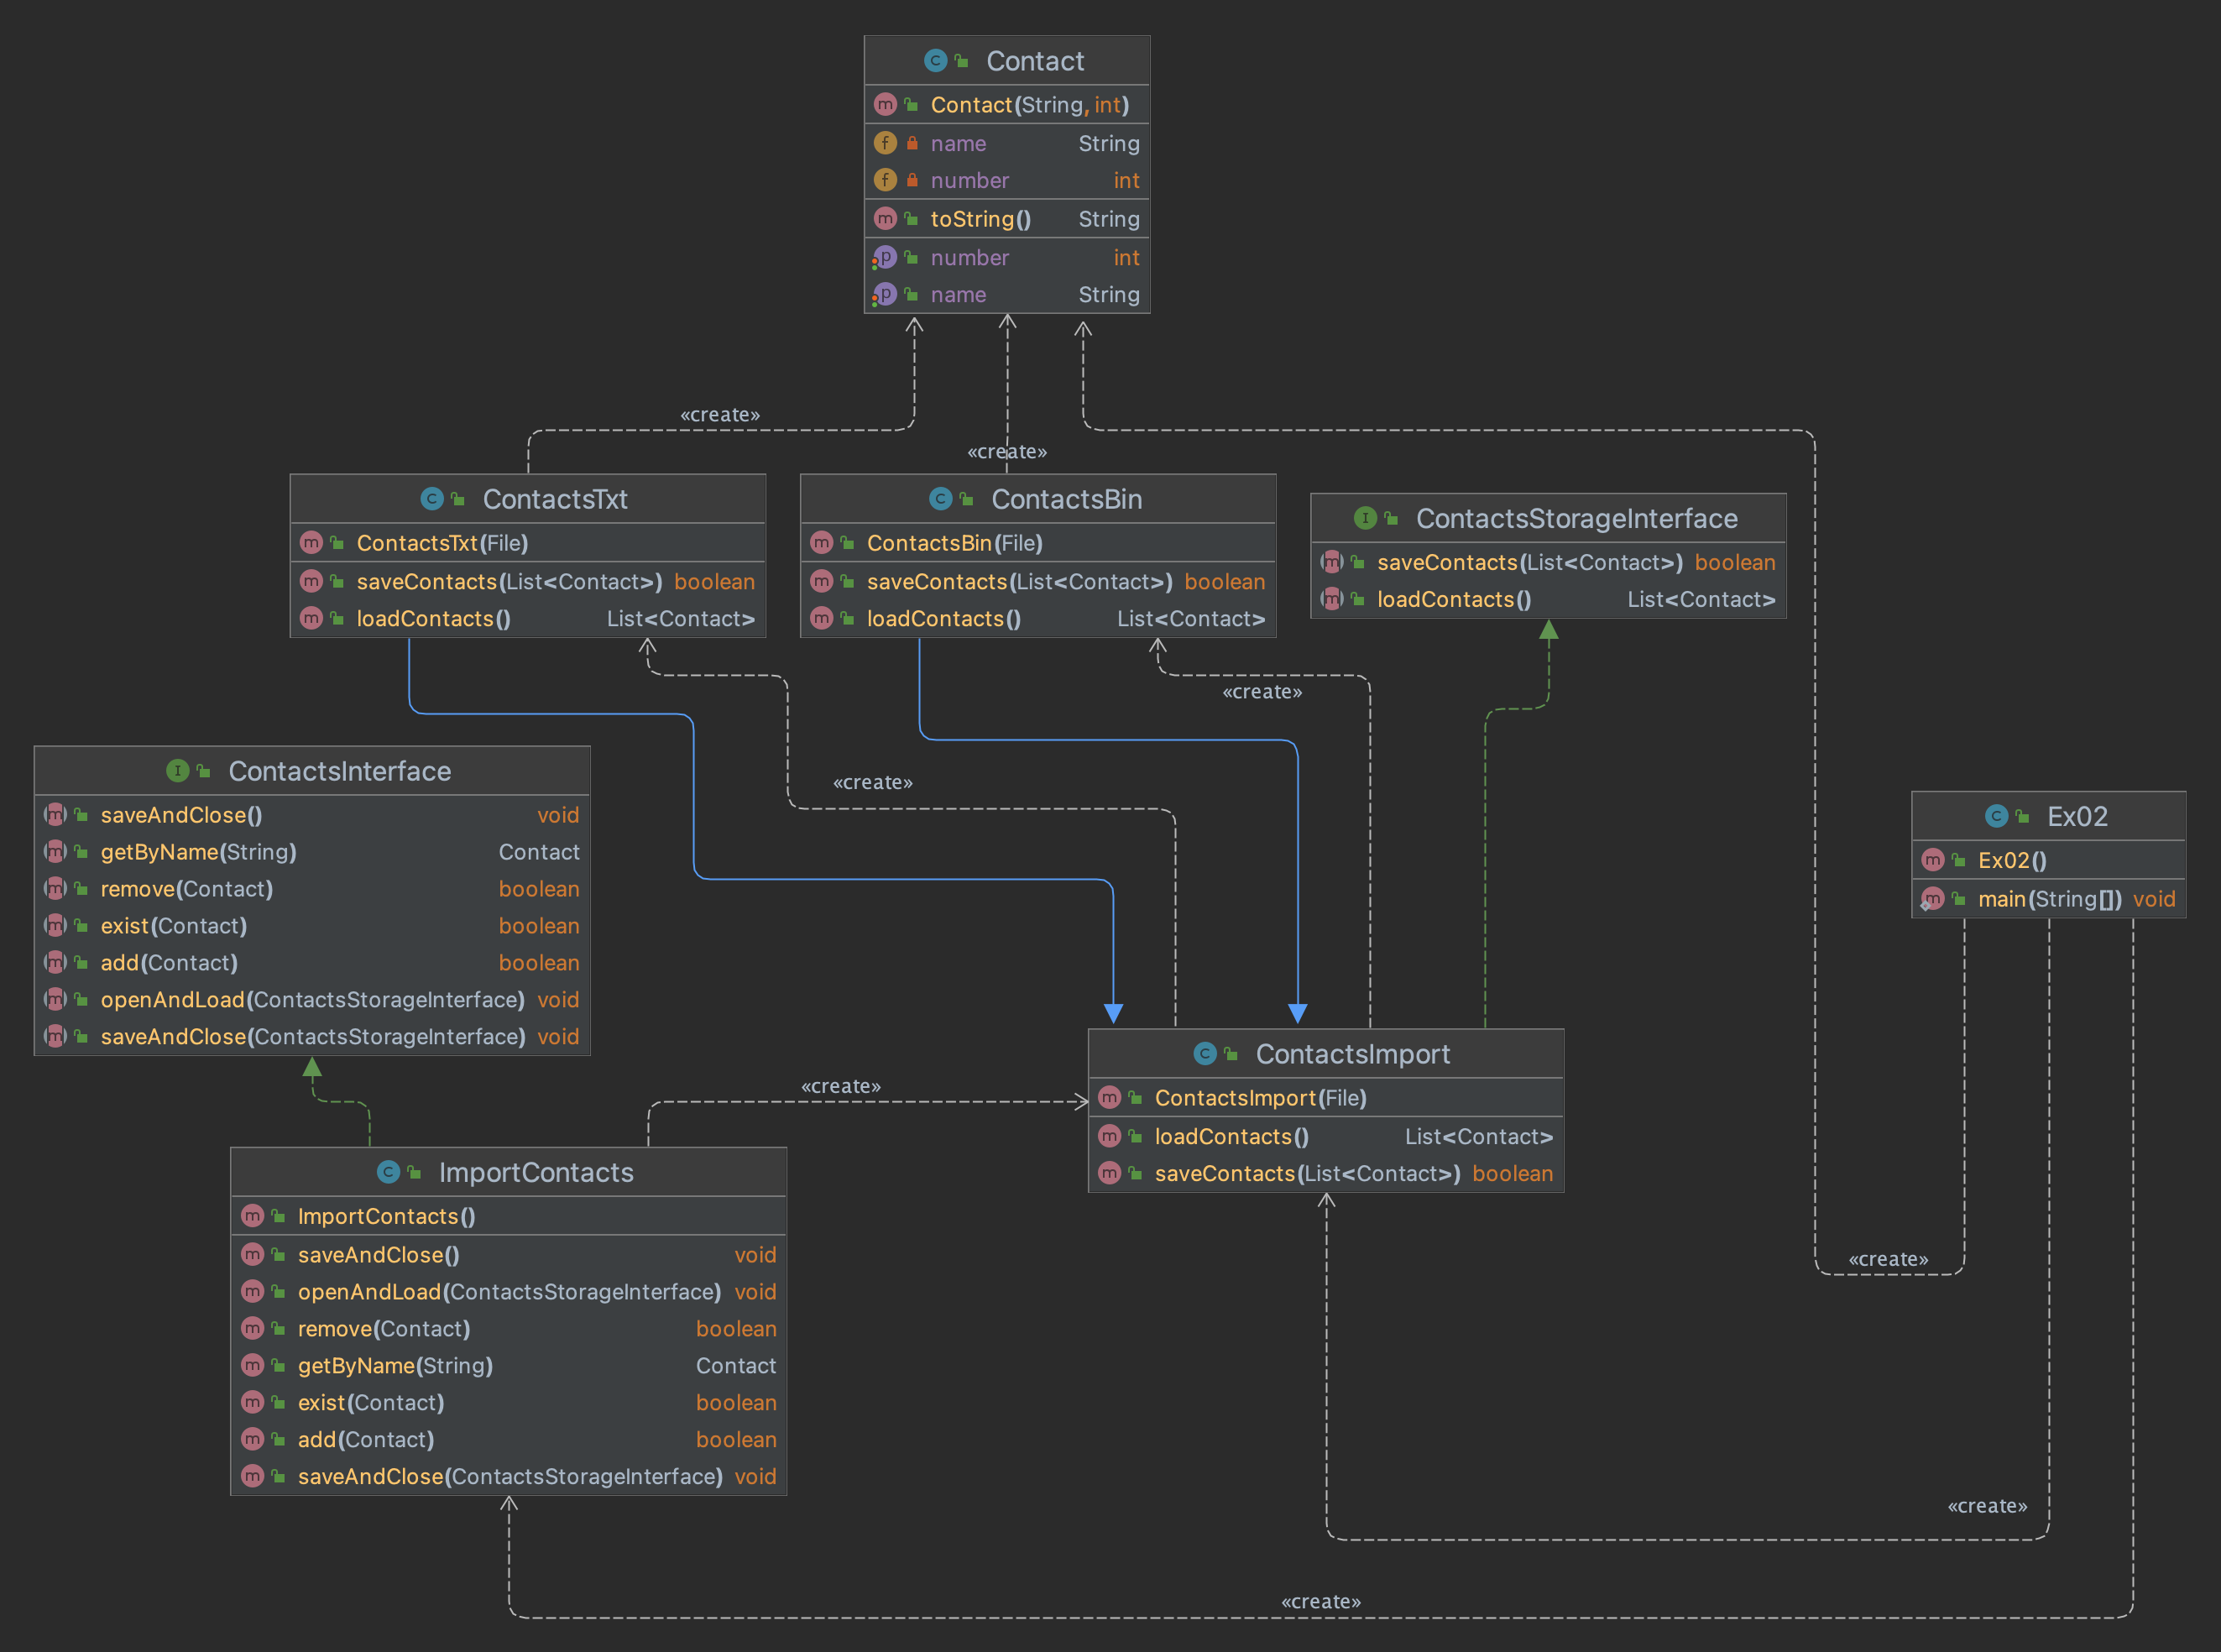 Contact
Contact(String, int)
name String
number int
toString() String
number int
name String
«create»
«create»
ContactsTxt
ContactsTxt(File)
saveContacts(List<Contact>) boolean
loadContacts() List<Contact>
ContactsBin
ContactsBin(File)
saveContacts(List<Contact>) boolean
loadContacts() List<Contact>
ContactsStorageInterface
saveContacts(List<Contact>) boolean
loadContacts() List<Contact>
«create»
«create»
ContactsInterface
saveAndClose() void
getByName(String) Contact
remove(Contact) boolean
exist(Contact) boolean
add(Contact) boolean
openAndLoad(ContactsStorageInterface) void
saveAndClose(ContactsStorageInterface) void
Ex02
Ex02()
main(String[]) void
«create»
ContactsImport
ContactsImport(File)
loadContacts() List<Contact>
saveContacts(List<Contact>) boolean
ImportContacts
ImportContacts()
saveAndClose() void
openAndLoad(ContactsStorageInterface) void
remove(Contact) boolean
getByName(String) Contact
exist(Contact) boolean
add(Contact) boolean
saveAndClose(ContactsStorageInterface) void
«create»
«create»
«create»